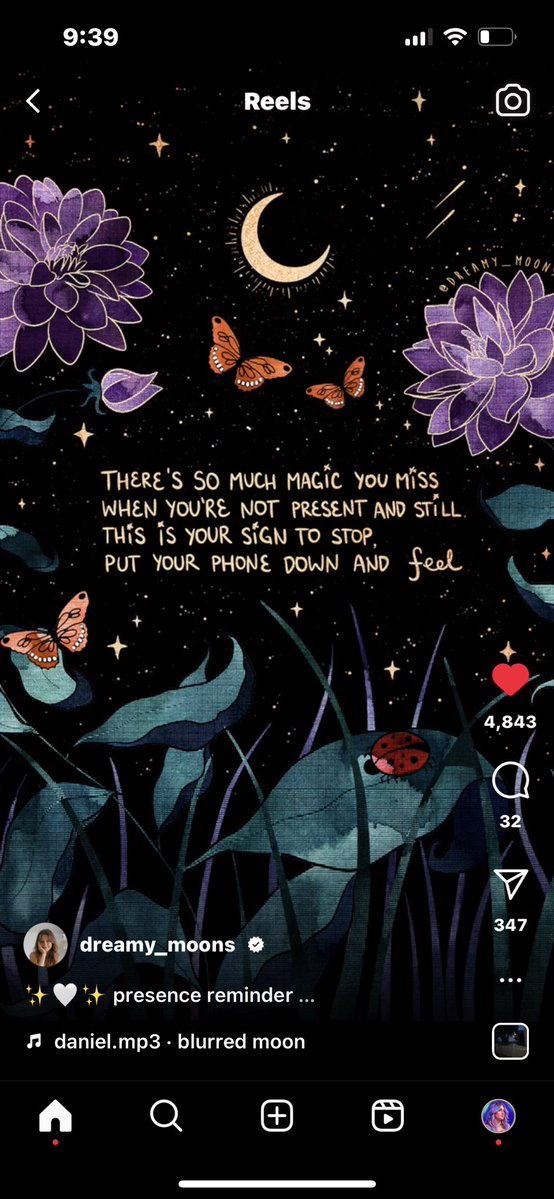 9:39
Reels
@DREAMY_MOONS
THERE'S SO MUCH MAGIC YOU MISS
WHEN YOU'RE NOT PRESENT AND STILL.
THIS IS YOUR SIGN TO STOP,
PUT YOUR PHONE DOWN AND feel
4,843
32
347
dreamy_moons
✨🤍✨ presence reminder ...
daniel.mp3 · blurred moon